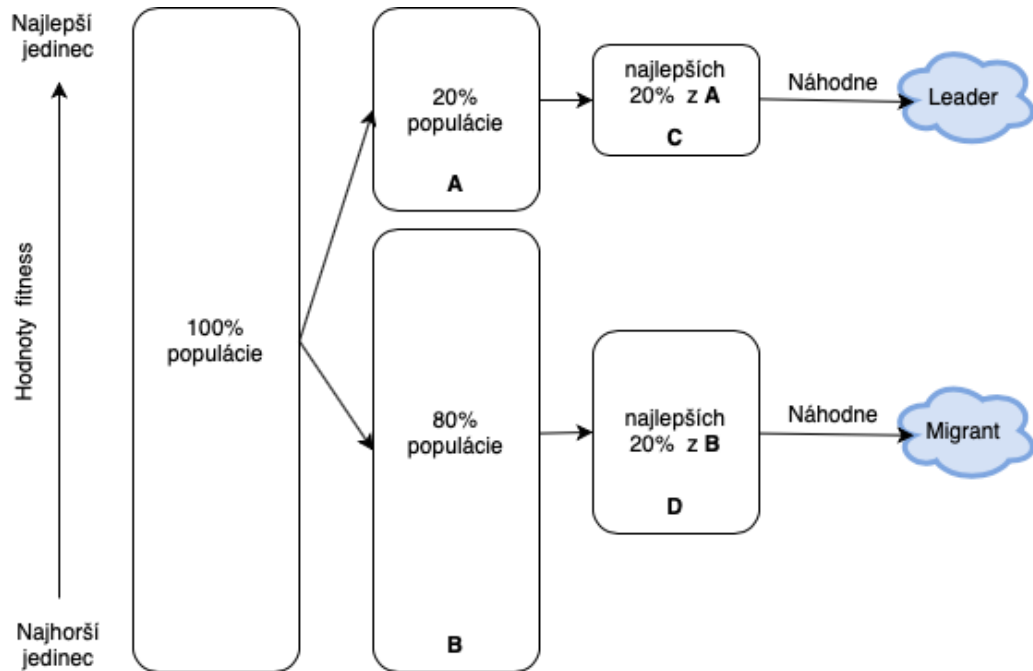 Najlepší
jedinec
Hodnoty fitness
Najhorší
jedinec
100%
populácie
20%
populácie
A
80%
populácie
B
najlepších
20% z A
C
najlepších
20% z B
D
Náhodne
Leader
Náhodne
Migrant